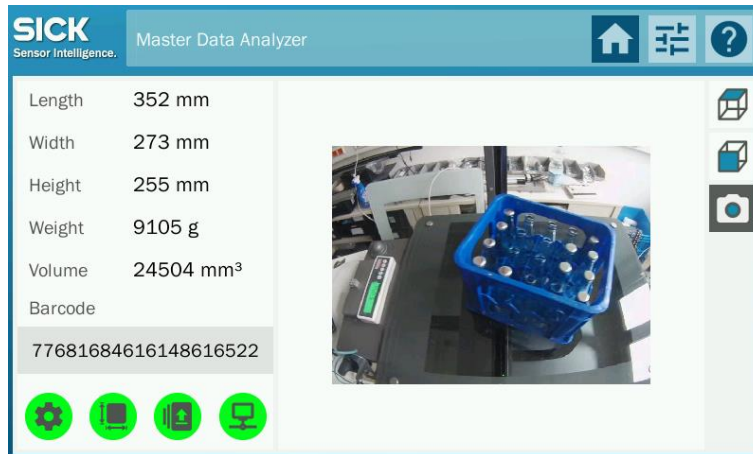 SICK
Sensor Intelligence.
Master Data Analyzer
Length 352 mm
Width 273 mm
Height 255 mm
Weight 9105 g
Volume 24504 mm³
Barcode
77681684616148616522